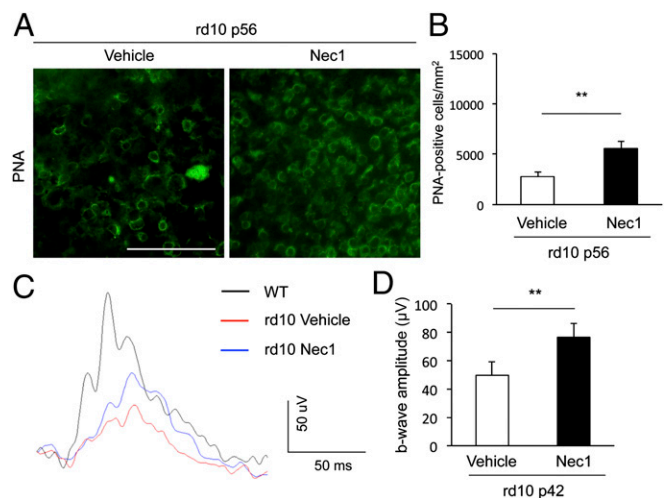 A
rd10 p56
Vehicle
Nec1
PNA
B
PNA-positive cells/mm²
15000
10000
5000
0
**
Vehicle
Nec1
rd10 p56
C
WT
rd10 Vehicle
rd10 Nec1
50 uV
50 ms
D
b-wave amplitude (μV)
100
80
60
40
20
0
**
Vehicle
Nec1
rd10 p42